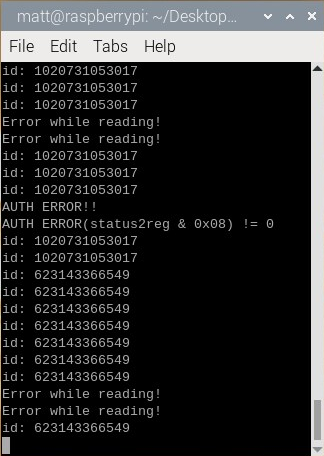 matt@raspberrypi: ~/Desktop...
File Edit Tabs Help
id: 1020731053017
id: 1020731053017
id: 1020731053017
Error while reading!
Error while reading!
id: 1020731053017
id: 1020731053017
id: 1020731053017
AUTH ERROR!!
AUTH ERROR(status2reg & 0x08) != 0
id: 1020731053017
id: 1020731053017
id: 623143366549
id: 623143366549
id: 623143366549
id: 623143366549
id: 623143366549
id: 623143366549
id: 623143366549
Error while reading!
Error while reading!
id: 623143366549